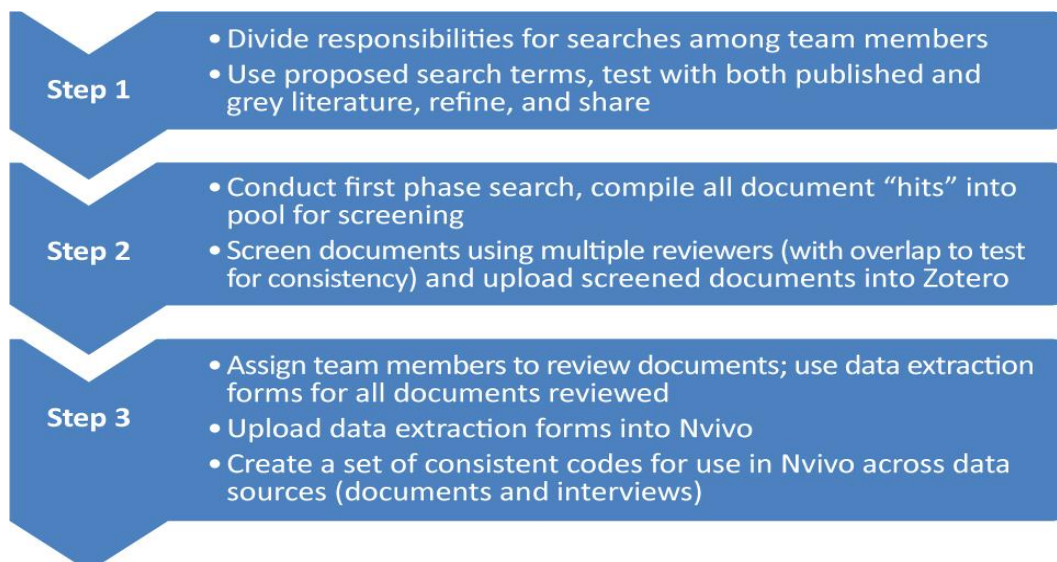 Step 1
• Divide responsibilities for searches among team members
• Use proposed search terms, test with both published and
grey literature, refine, and share
Step 2
• Conduct first phase search, compile all document “hits” into
pool for screening
• Screen documents using multiple reviewers (with overlap to test
for consistency) and upload screened documents into Zotero
Step 3
• Assign team members to review documents; use data extraction
forms for all documents reviewed
• Upload data extraction forms into Nvivo
• Create a set of consistent codes for use in Nvivo across data
sources (documents and interviews)